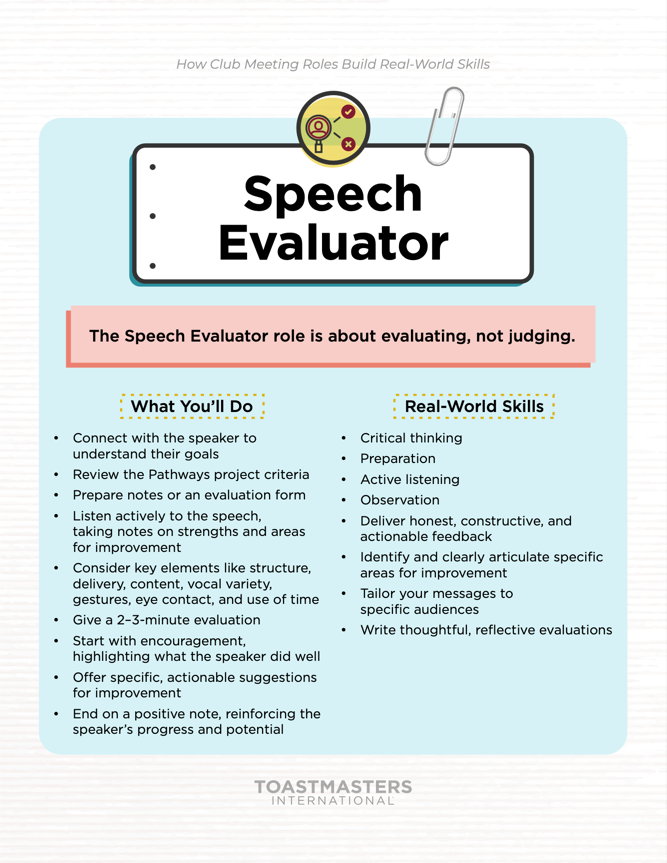 How Club Meeting Roles Build Real-World Skills
Speech
Evaluator
The Speech Evaluator role is about evaluating, not judging.
What You'll Do
• Connect with the speaker to
understand their goals
• Review the Pathways project criteria
• Prepare notes or an evaluation form
• Listen actively to the speech,
taking notes on strengths and areas
for improvement
• Consider key elements like structure,
delivery, content, vocal variety,
gestures, eye contact, and use of time
• Give a 2–3-minute evaluation
• Start with encouragement,
highlighting what the speaker did well
• Offer specific, actionable suggestions
for improvement
• End on a positive note, reinforcing the
speaker's progress and potential
Real-World Skills
• Critical thinking
• Preparation
• Active listening
• Observation
• Deliver honest, constructive, and
actionable feedback
• Identify and clearly articulate specific
areas for improvement
• Tailor your messages to
specific audiences
• Write thoughtful, reflective evaluations
TOASTMASTERS
INTERNATIONAL